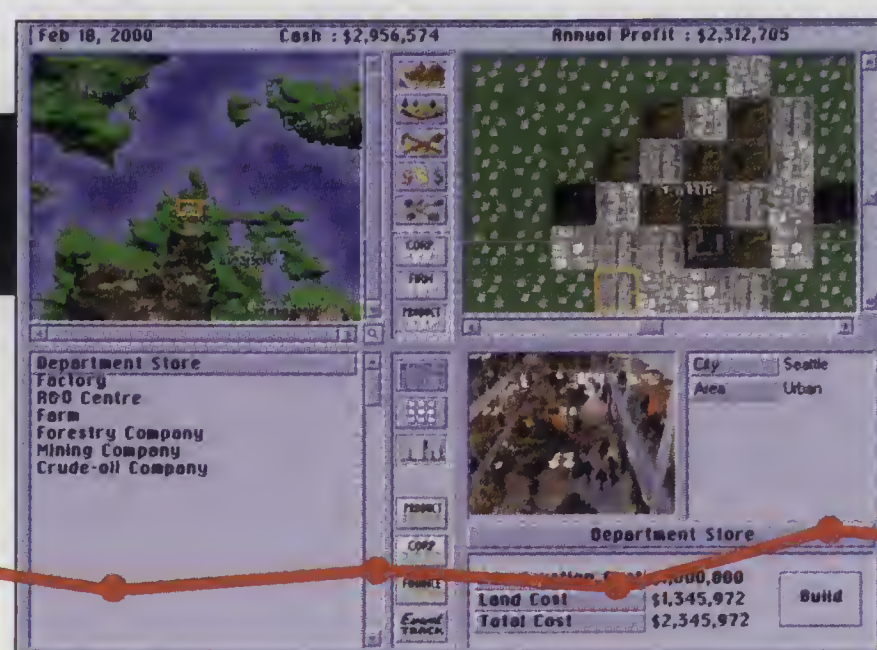 Feb 18, 2000 Cash : $2,956,574 Annual Profit : $2,312,705
CORP
FIRM
PRODUCT
Department Store
Factory
R&D Centre
Farm
Forestry Company
Mining Company
Crude-oil Company
City Seattle
Area Urban
PRODUCT
CORP
FINANCE
Event
TRACK
Department Store
Cost
Land Cost $1,345,972
Total Cost $2,345,972
Build